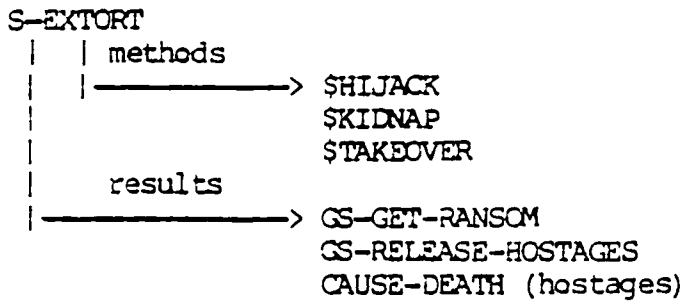 S-EXTORT
methods
$HIJACK
$KIDNAP
$TAKEOVER
results
GS-GET-RANSOM
GS-RELEASE-HOSTAGES
CAUSE-DEATH (hostages)